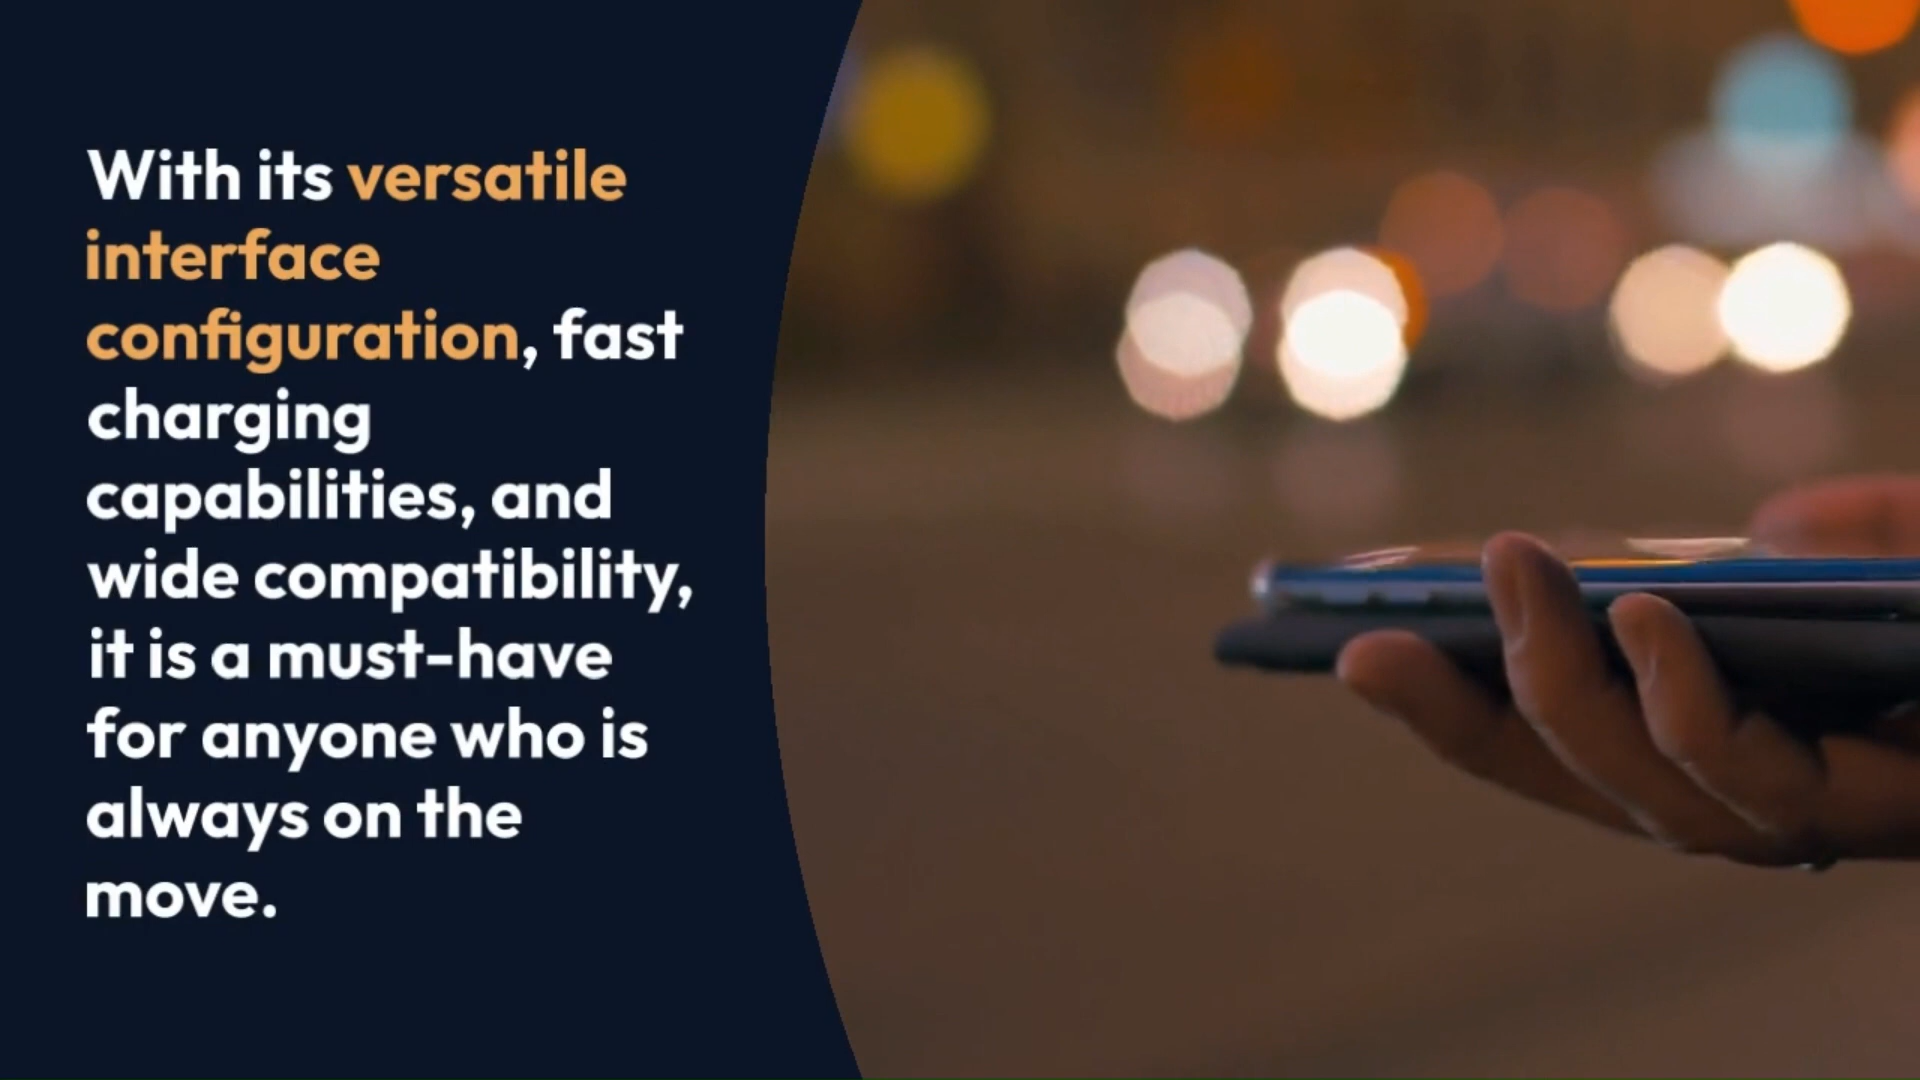 With its versatile
interface
configuration, fast
charging
capabilities, and
wide compatibility,
it is a must-have
for anyone who is
always on the
move.